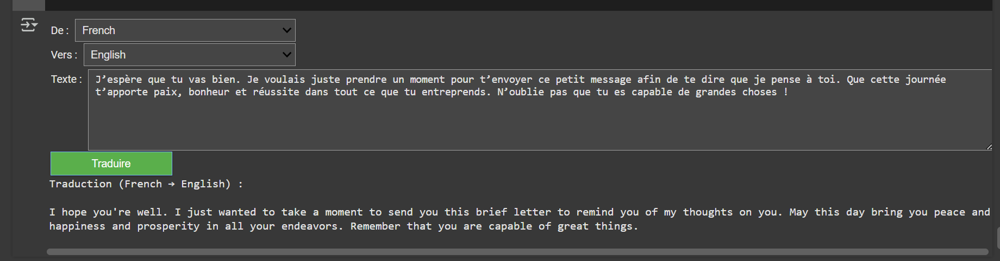 De :
French
Vers :
English
Texte :
J’espère que tu vas bien. Je voulais juste prendre un moment pour t’envoyer ce petit message afin de te dire que je pense à toi. Que cette journée
t’apporte paix, bonheur et réussite dans tout ce que tu entreprends. N’oublie pas que tu es capable de grandes choses !
Traduire
Traduction (French → English) :
I hope you're well. I just wanted to take a moment to send you this brief letter to remind you of my thoughts on you. May this day bring you peace and
happiness and prosperity in all your endeavors. Remember that you are capable of great things.